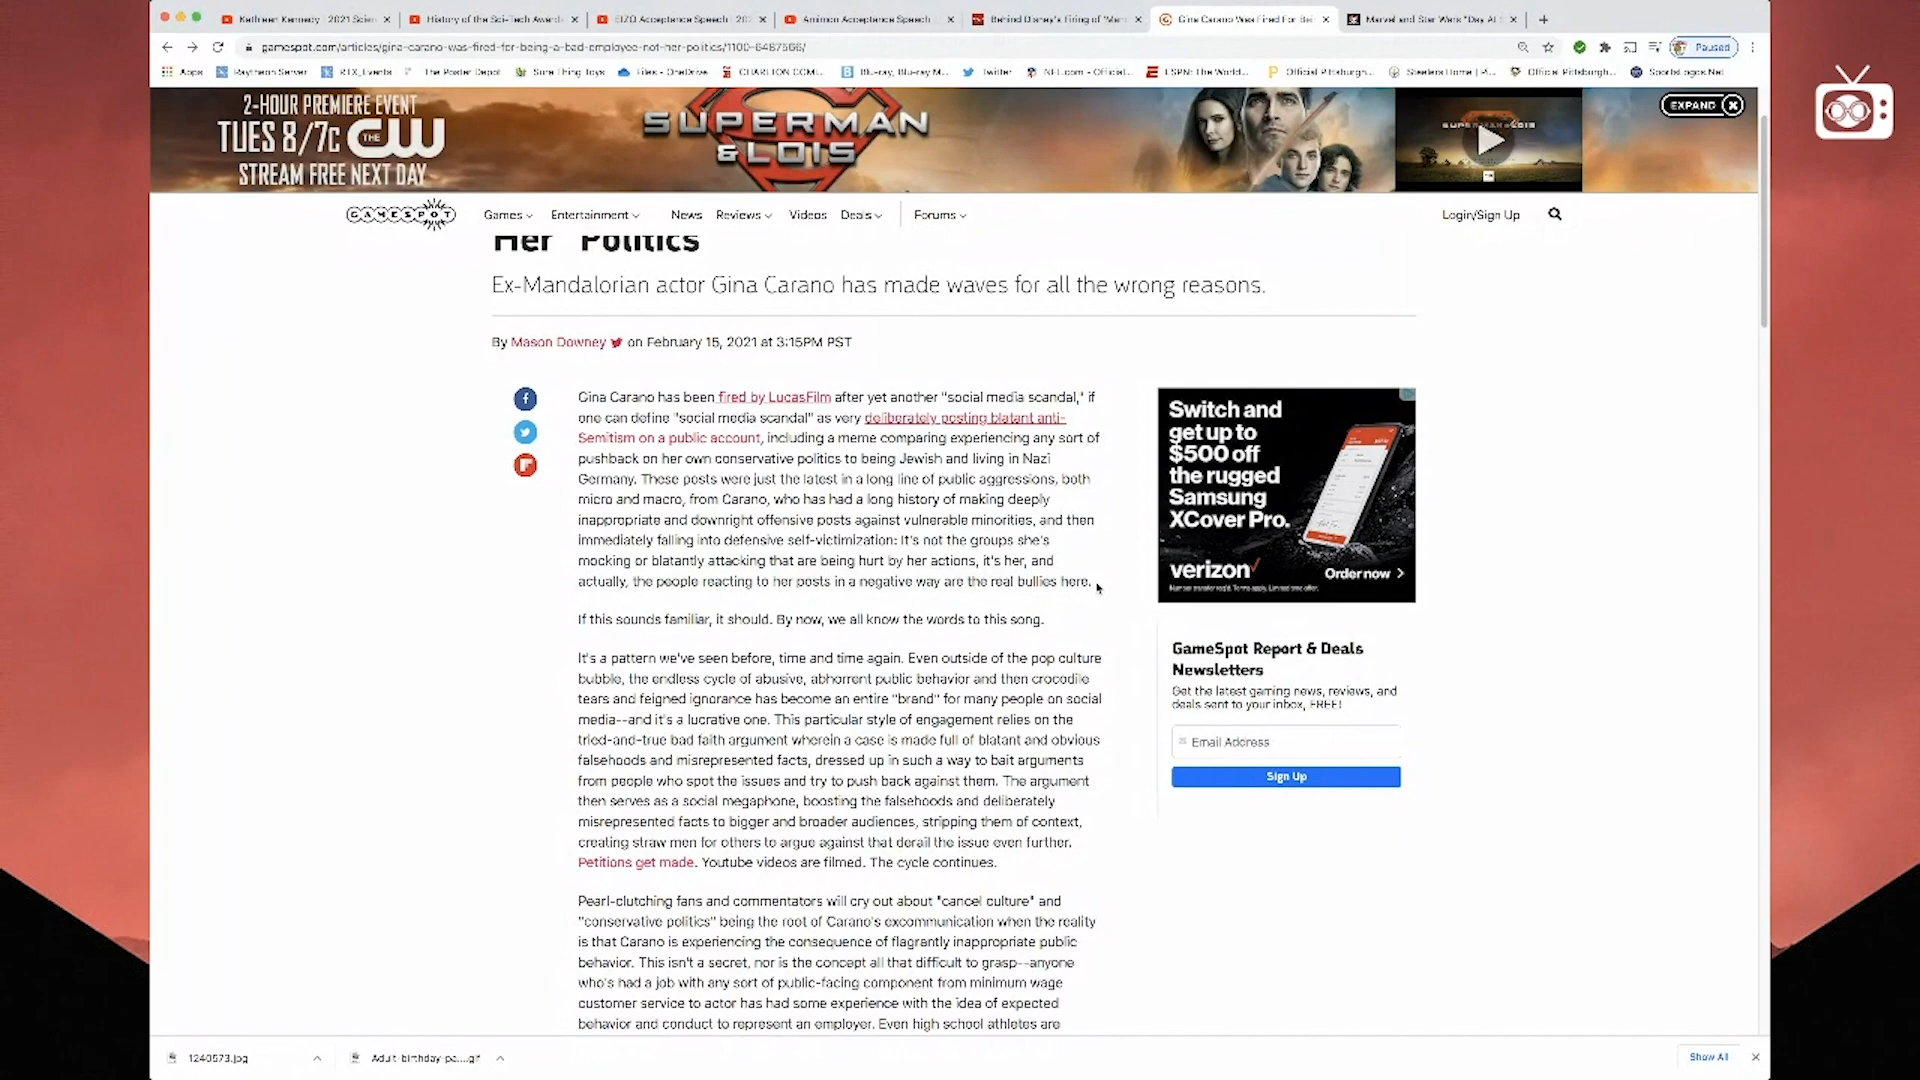 Kathleen Kennedy | 2021 Scien
History of the Sci-Tech Award
EIZO Acceptance Speech | 202
Amimon Acceptance Speech
Behind Disney's Firing of 'Man
Gina Carano Was Fired For Bei
Marvel and Star Wars "Day At S
gamespot.com/articles/gina-carano-was-fired-for-being-a-bad-employee-not-her-politics/1100-6487566/
Paused
Apps
Raytheon Server
RTX_Events
The Poster Depot
Sure Thing Toys
Files - OneDrive
CHARLTON COMI...
Blu-ray, Blu-ray M...
Twitter
NFL.com - Official...
ESPN: The World...
Official Pittsburgh...
Steelers Home | Pi...
Official Pittsburgh...
SportsLogos.Net
2-HOUR PREMIERE EVENT
TUES 8/7c THE CW
STREAM FREE NEXT DAY
SUPERMAN
& LOIS
SUPERMAN & LOIS
EXPAND
GAMESPOT
Games
Entertainment
News
Reviews
Videos
Deals
Forums
Login/Sign Up
Her Politics
Ex-Mandalorian actor Gina Carano has made waves for all the wrong reasons.
By Mason Downey on February 15, 2021 at 3:15PM PST
Gina Carano has been fired by LucasFilm after yet another "social media scandal," if
one can define "social media scandal" as very deliberately posting blatant anti-
Semitism on a public account, including a meme comparing experiencing any sort of
pushback on her own conservative politics to being Jewish and living in Nazi
Germany. These posts were just the latest in a long line of public aggressions, both
micro and macro, from Carano, who has had a long history of making deeply
inappropriate and downright offensive posts against vulnerable minorities, and then
immediately falling into defensive self-victimization: It's not the groups she's
mocking or blatantly attacking that are being hurt by her actions, it's her, and
actually, the people reacting to her posts in a negative way are the real bullies here.
If this sounds familiar, it should. By now, we all know the words to this song.
It's a pattern we've seen before, time and time again. Even outside of the pop culture
bubble, the endless cycle of abusive, abhorrent public behavior and then crocodile
tears and feigned ignorance has become an entire "brand" for many people on social
media--and it's a lucrative one. This particular style of engagement relies on the
tried-and-true bad faith argument wherein a case is made full of blatant and obvious
falsehoods and misrepresented facts, dressed up in such a way to bait arguments
from people who spot the issues and try to push back against them. The argument
then serves as a social megaphone, boosting the falsehoods and deliberately
misrepresented facts to bigger and broader audiences, stripping them of context,
creating straw men for others to argue against that derail the issue even further.
Petitions get made. Youtube videos are filmed. The cycle continues.
Pearl-clutching fans and commentators will cry out about "cancel culture" and
"conservative politics" being the root of Carano's excommunication when the reality
is that Carano is experiencing the consequence of flagrantly inappropriate public
behavior. This isn't a secret, nor is the concept all that difficult to grasp--anyone
who's had a job with any sort of public-facing component from minimum wage
customer service to actor has had some experience with the idea of expected
behavior and conduct to represent an employer. Even high school athletes are
Switch and
get up to
$500 off
the rugged
Samsung
XCover Pro.
verizon
Order now
GameSpot Report & Deals
Newsletters
Get the latest gaming news, reviews, and
deals sent to your inbox, FREE!
Email Address
Sign Up
1240573.jpg
Adult-birthday-pa....gif
Show All